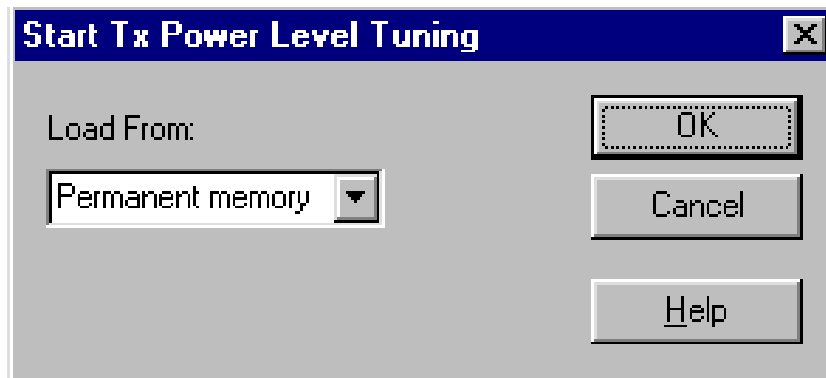 Start Tx Power Level Tuning
Load From:
OK
Permanent memory
Cancel
Help